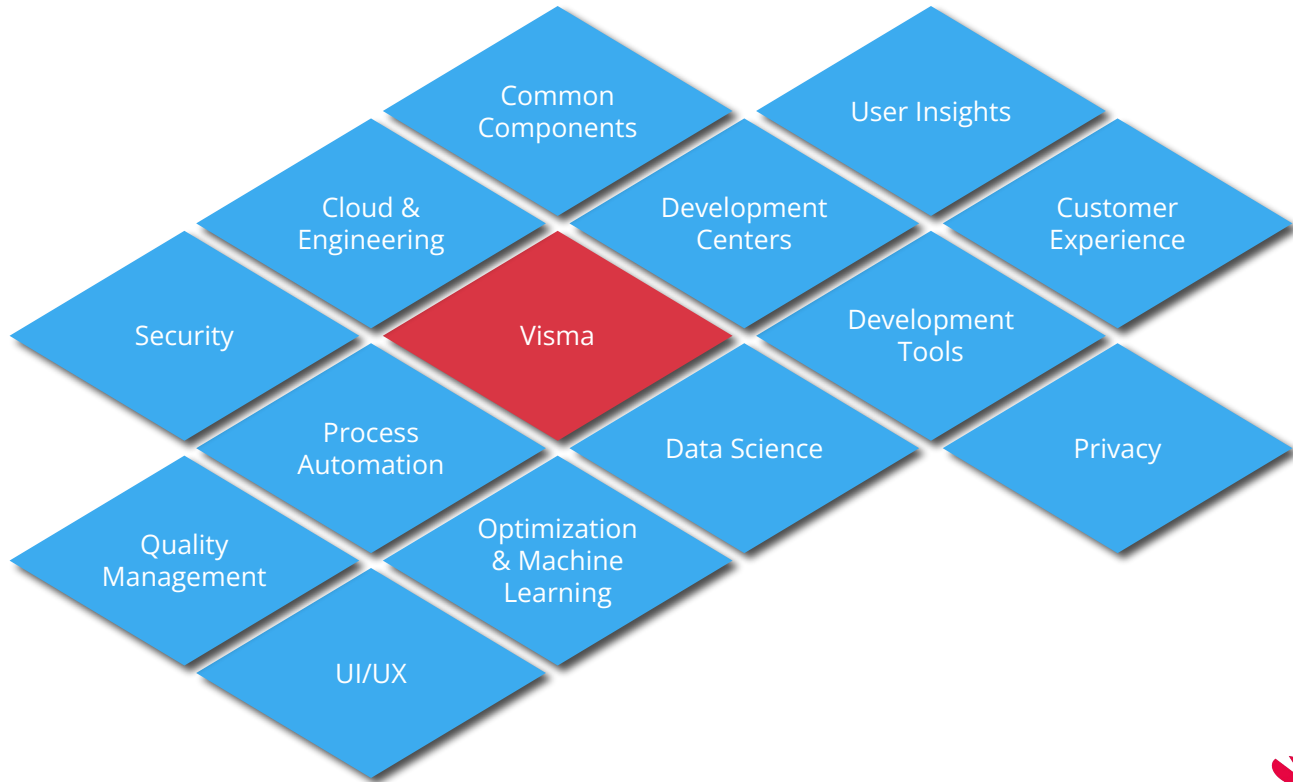 Common
Components
User Insights
Cloud &
Engineering
Development
Centers
Customer
Experience
Security
Visma
Development
Tools
Process
Automation
Data Science
Privacy
Quality
Management
Optimization
& Machine
Learning
UI/UX